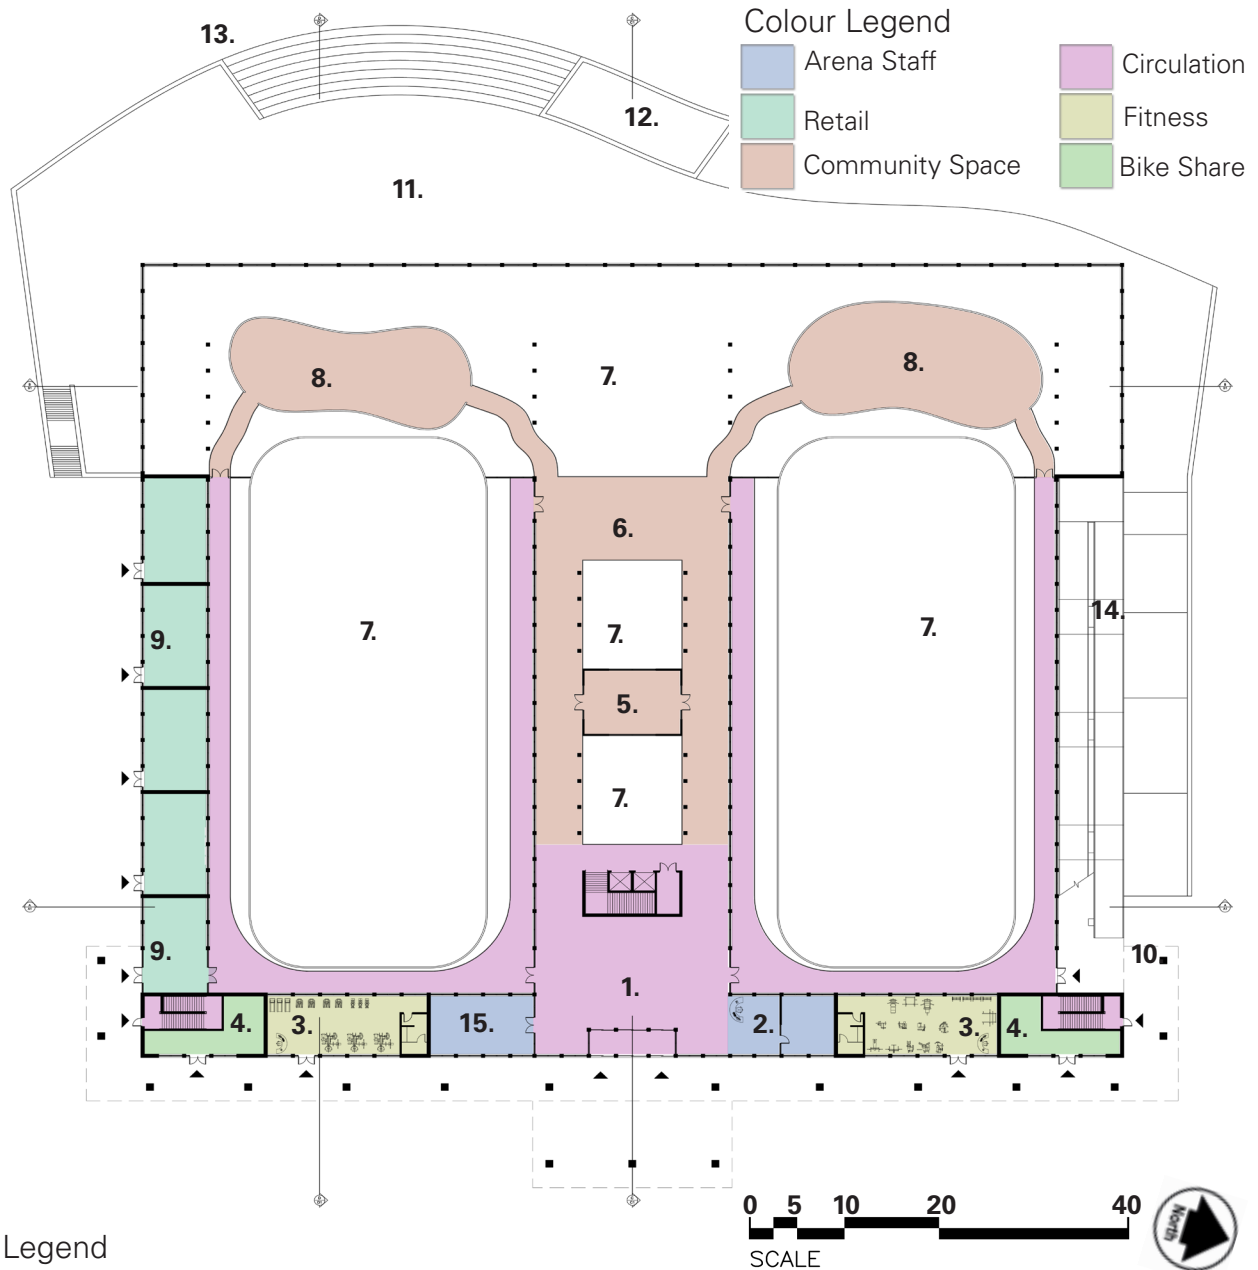 Colour Legend
13.
Arena Staff
Circulation
12.
Retail
Fitness
Community Space
Bike Share
11.
8.
7.
8.
6.
7.
7.
7.
14.
9.
5.
7.
9.
10.
1.
4.
3.
15.
2.
3.
4.
0 5 10 20 40
SCALE
North
Legend